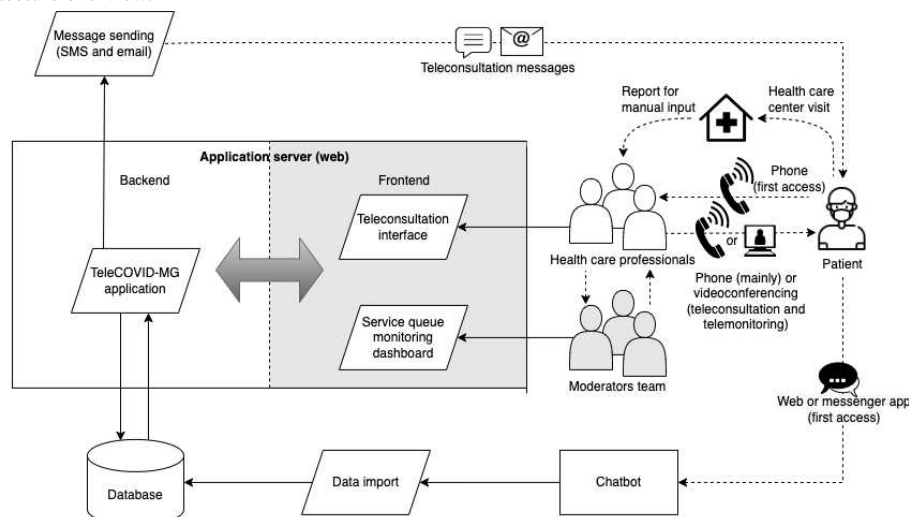 Message sending
(SMS and email)
@
Teleconsultation messages
Report for
manual input
Health care
center visit
Application server (web)
Backend
Frontend
Phone
(first access)
Teleconsultation
interface
or
TeleCOVID-MG
application
Health care professionals
Patient
Phone (mainly) or
videoconferencing
(teleconsultation and
telemonitoring)
Service queue
monitoring
dashboard
Moderators team
Web or messenger app
(first access)
Database
Data import
Chatbot